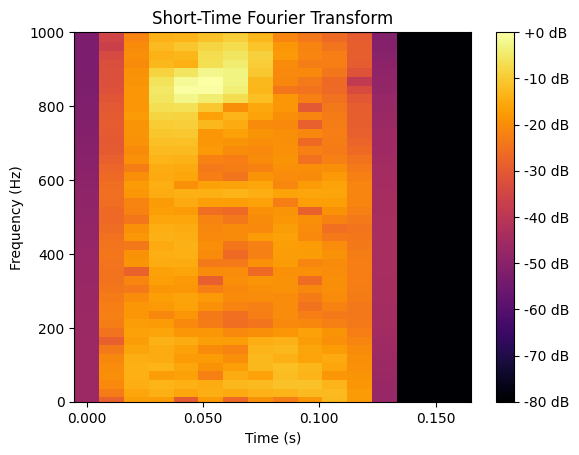 Short-Time Fourier Transform
1000
800
600
400
200
0
Frequency (Hz)
0.000
0.050
0.100
0.150
Time (s)
+0 dB
-10 dB
-20 dB
-30 dB
-40 dB
-50 dB
-60 dB
-70 dB
-80 dB